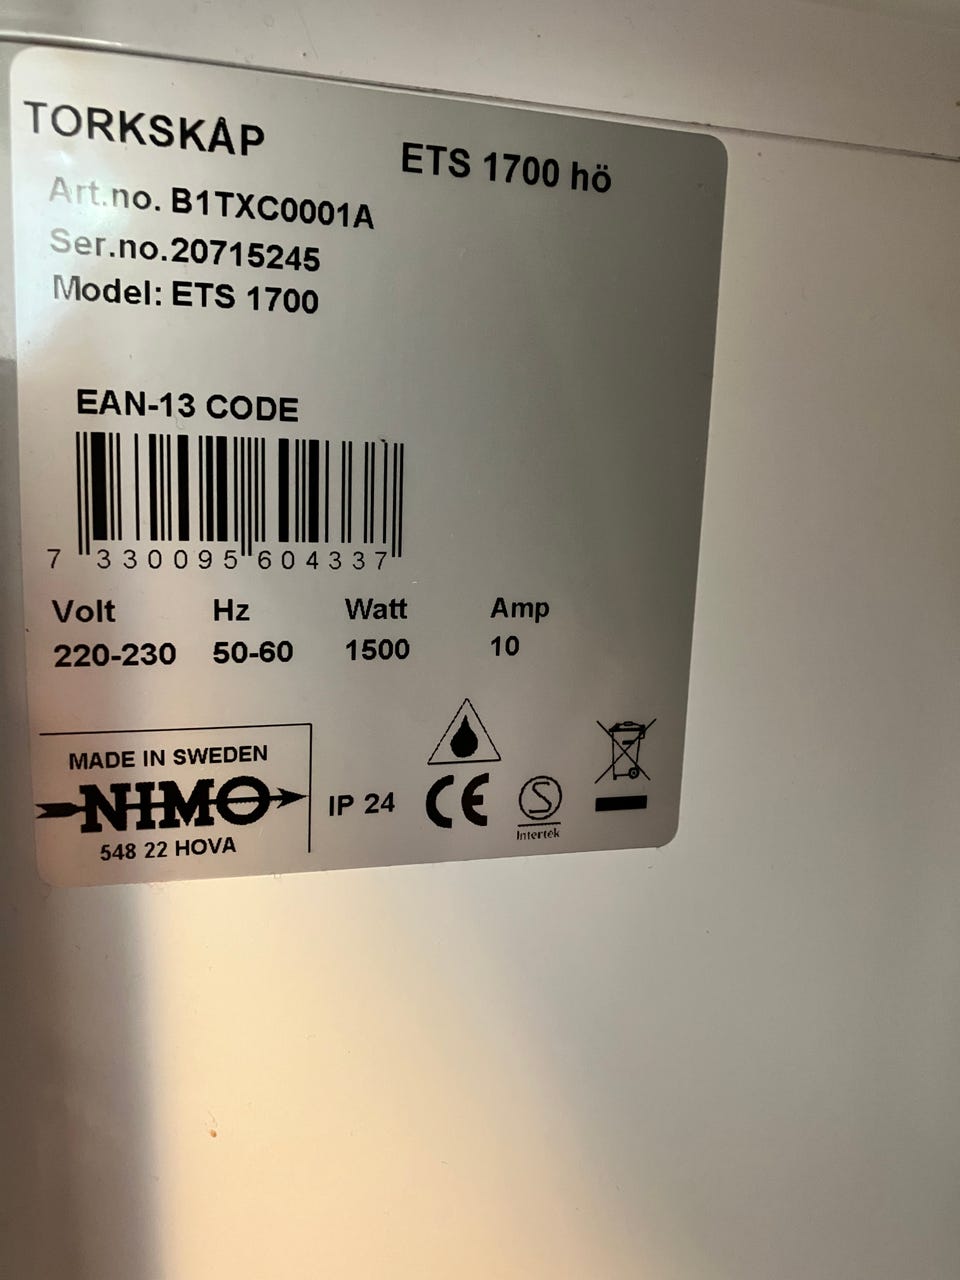 TORKSKÅP
ETS 1700 hö
Art.no. B1TXC0001A
Ser.no.20715245
Model: ETS 1700
EAN-13 CODE
7 330095 604337
Volt Hz Watt Amp
220-230 50-60 1500 10
MADE IN SWEDEN
NIMO
548 22 HOVA
IP 24
CE
S
Intertek